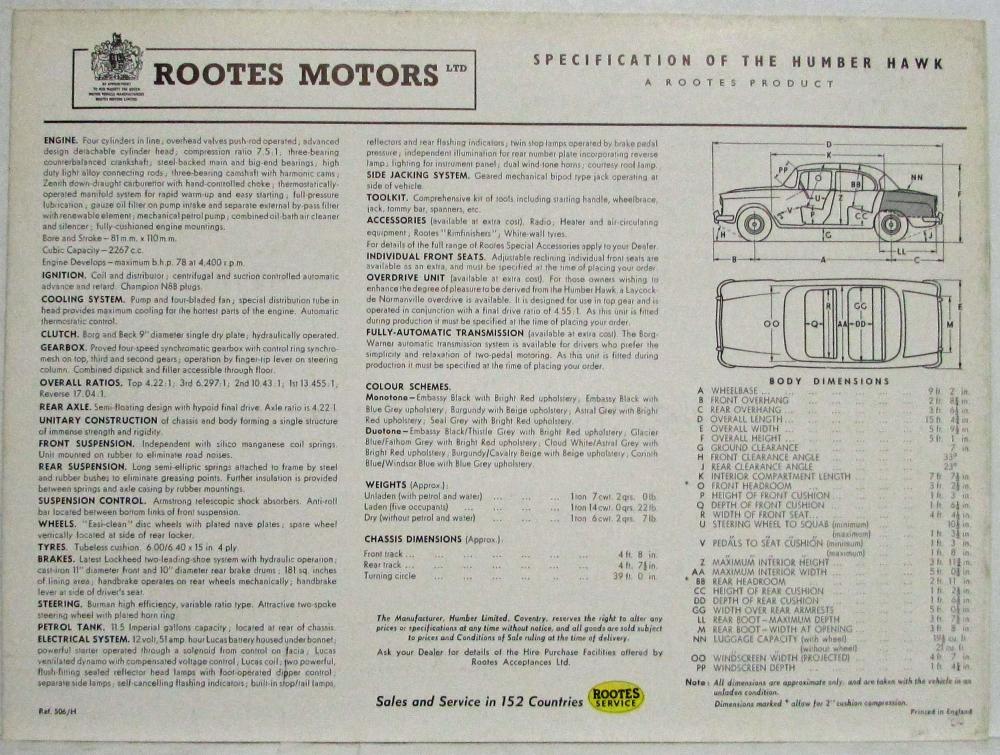 ROOTES MOTORS LTD
SPECIFICATION OF THE HUMBER HAWK
A ROOTES PRODUCT
ENGINE. Four cylinders in line, overhead valves push-rod operated; advanced
design detachable cylinder head; compression ratio 7.5:1; three-bearing
counterbalanced crankshaft; steel-backed main and big-end bearings, high
duty light alloy connecting rods; three-bearing camshaft with harmonic cams;
Zenith down-draught carburettor with hand-controlled choke; thermostatically-
operated manifold system for rapid warm-up and easy starting; full-pressure
lubrication; gauze oil filter on pump intake and separate external by-pass filter
with renewable element; mechanical petrol pump; combined oil-bath air cleaner
and silencer; fully-cushioned engine mountings.
Bore and Stroke—81 m.m. x 110 m.m.
Cubic Capacity—2267 c.c.
Engine Develops—maximum b.h.p. 78 at 4,400 r.p.m.
IGNITION. Coil and distributor; centrifugal and suction controlled automatic
advance and retard. Champion N8B plugs.
COOLING SYSTEM. Pump and four-bladed fan; special distribution tube in
head provides maximum cooling for the hottest parts of the engine. Automatic
thermostatic control.
CLUTCH. Borg and Beck 9" diameter single dry plate; hydraulically operated.
GEARBOX. Proved four-speed synchromatic gearbox with control ring synchro-
mesh on top, third and second gears; operation by finger-tip lever on steering
column. Combined dipstick and filler accessible through floor.
OVERALL RATIOS. Top 4.22:1; 3rd 6.297:1; 2nd 10.43:1; 1st 13.455:1;
Reverse 17.04:1.
REAR AXLE. Semi-floating design with hypoid final drive. Axle ratio is 4.22:1
UNITARY CONSTRUCTION of chassis and body forming a single structure
of immense strength and rigidity.
FRONT SUSPENSION. Independent with silico manganese coil springs.
Unit mounted on rubber to eliminate road noises.
REAR SUSPENSION. Long semi-elliptic springs attached to frame by steel
and rubber bushes to eliminate greasing points. Further insulation is provided
between springs and axle casing by rubber mountings.
SUSPENSION CONTROL. Armstrong telescopic shock absorbers. Anti-roll
bar located between bottom links of front suspension.
WHEELS. "Easi-clean" disc wheels with plated nave plates; spare wheel
vertically located at side of rear locker.
TYRES. Tubeless cushion. 6.00/6.40 x 15 in. 4 ply
BRAKES. Latest Lockheed two-leading-shoe system with hydraulic operation;
cast-iron 11" diameter front and 10" diameter rear brake drums; 181 sq. inches
of lining area; handbrake operates on rear wheels mechanically; handbrake
lever at side of driver's seat.
STEERING. Burman high efficiency, variable ratio type. Attractive two-spoke
steering wheel with plated horn ring
PETROL TANK. 11.5 Imperial gallons capacity; located at rear of chassis.
ELECTRICAL SYSTEM. 12 volt, 51 amp. hour Lucas battery housed under bonnet;
powerful starter operated through a solenoid from control on facia; Lucas
ventilated dynamo with compensated voltage control; Lucas coil; two powerful,
flush-fitting sealed reflector head lamps with foot-operated dipper control;
separate side lamps; self-cancelling flashing indicators; built-in stop/tail lamps,
Ref. 506/H
reflectors and rear flashing indicators; twin stop lamps operated by brake pedal
pressure; independent illumination for rear number plate incorporating reverse
lamp; lighting for instrument panel; dual wind-tone horns; courtesy roof lamp.
SIDE JACKING SYSTEM. Geared mechanical bipod type jack operating at
side of vehicle.
TOOLKIT. Comprehensive kit of tools including starting handle, wheelbrace,
jack, tommy bar, spanners, etc.
ACCESSORIES (available at extra cost). Radio; Heater and air-circulating
equipment; Rootes "Rimfinishers"; White-wall tyres.
For details of the full range of Rootes Special Accessories apply to your Dealer.
INDIVIDUAL FRONT SEATS. Adjustable reclining individual front seats are
available as an extra, and must be specified at the time of placing your order.
OVERDRIVE UNIT (available at extra cost). For those owners wishing to
enhance the degree of pleasure to be derived from the Humber Hawk, a Laycock-
de Normanville overdrive is available. It is designed for use in top gear and is
operated in conjunction with a final drive ratio of 4.55:1. As this unit is fitted
during production it must be specified at the time of placing your order.
FULLY-AUTOMATIC TRANSMISSION (available at extra cost). The Borg-
Warner automatic transmission system is available for drivers who prefer the
simplicity and relaxation of two-pedal motoring. As this unit is fitted during
production it must be specified at the time of placing your order.
COLOUR SCHEMES.
Monotone—Embassy Black with Bright Red upholstery; Embassy Black with
Blue Grey upholstery; Burgundy with Beige upholstery; Astral Grey with Bright
Red upholstery; Seal Grey with Bright Red upholstery.
Duotone—Embassy Black/Thistle Grey with Bright Red upholstery; Glacier
Blue/Fathom Grey with Bright Red upholstery; Cloud White/Astral Grey with
Bright Red upholstery; Burgundy/Cavalry Beige with Beige upholstery; Corinth
Blue/Windsor Blue with Blue Grey upholstery.
WEIGHTS (Approx.):
Unladen (with petrol and water) ... ... ... 1 ton 7 cwt. 2 qrs. 0 lb.
Laden (five occupants) ... ... ... 1 ton 14 cwt. 0 qrs. 22 lb.
Dry (without petrol and water) ... ... ... 1 ton 6 cwt. 2 qrs. 7 lb.
CHASSIS DIMENSIONS (Approx.):
Front track ... ... ... ... 4 ft. 8 in.
Rear track ... ... ... ... 4 ft. 7½ in.
Turning circle ... ... ... ... 39 ft. 0 in.
The Manufacturer, Humber Limited, Coventry, reserves the right to alter any
prices or specifications at any time without notice, and all goods are sold subject
to prices and Conditions of Sale ruling at the time of delivery.
Ask your Dealer for details of the Hire Purchase Facilities offered by
Rootes Acceptances Ltd.
Sales and Service in 152 Countries
ROOTES
SERVICE
BODY DIMENSIONS
A WHEELBASE ... 9 ft. 2 in.
B FRONT OVERHANG
C REAR OVERHANG
D OVERALL LENGTH
E OVERALL WIDTH
F OVERALL HEIGHT 5 ft. 1 in.
G GROUND CLEARANCE 7 in.
H FRONT CLEARANCE ANGLE 33°
J REAR CLEARANCE ANGLE 23°
K INTERIOR COMPARTMENT LENGTH
* O FRONT HEADROOM
P HEIGHT OF FRONT CUSHION 1 ft. 3 in.
Q DEPTH OF FRONT CUSHION
R WIDTH OF FRONT SEAT
U STEERING WHEEL TO SQUAB (minimum)
(maximum)
V PEDALS TO SEAT CUSHION (minimum) 1 ft. 3 in.
(maximum) 1 ft. 8 in.
Z MAXIMUM INTERIOR HEIGHT
AA MAXIMUM INTERIOR WIDTH
* BB REAR HEADROOM 2 ft. 11 in.
CC HEIGHT OF REAR CUSHION
DD DEPTH OF REAR CUSHION
GG WIDTH OVER REAR ARMRESTS
LL REAR BOOT—MAXIMUM DEPTH
M REAR BOOT—WIDTH AT OPENING 3 ft. 8 in.
NN LUGGAGE CAPACITY (with wheel)
(without wheel)
OO WINDSCREEN WIDTH (PROJECTED) 4 ft. 7 in.
PP WINDSCREEN DEPTH
Note: All dimensions are approximate only, and are taken with the vehicle in an
unladen condition.
Dimensions marked * allow for 2" cushion compression.
Printed in England